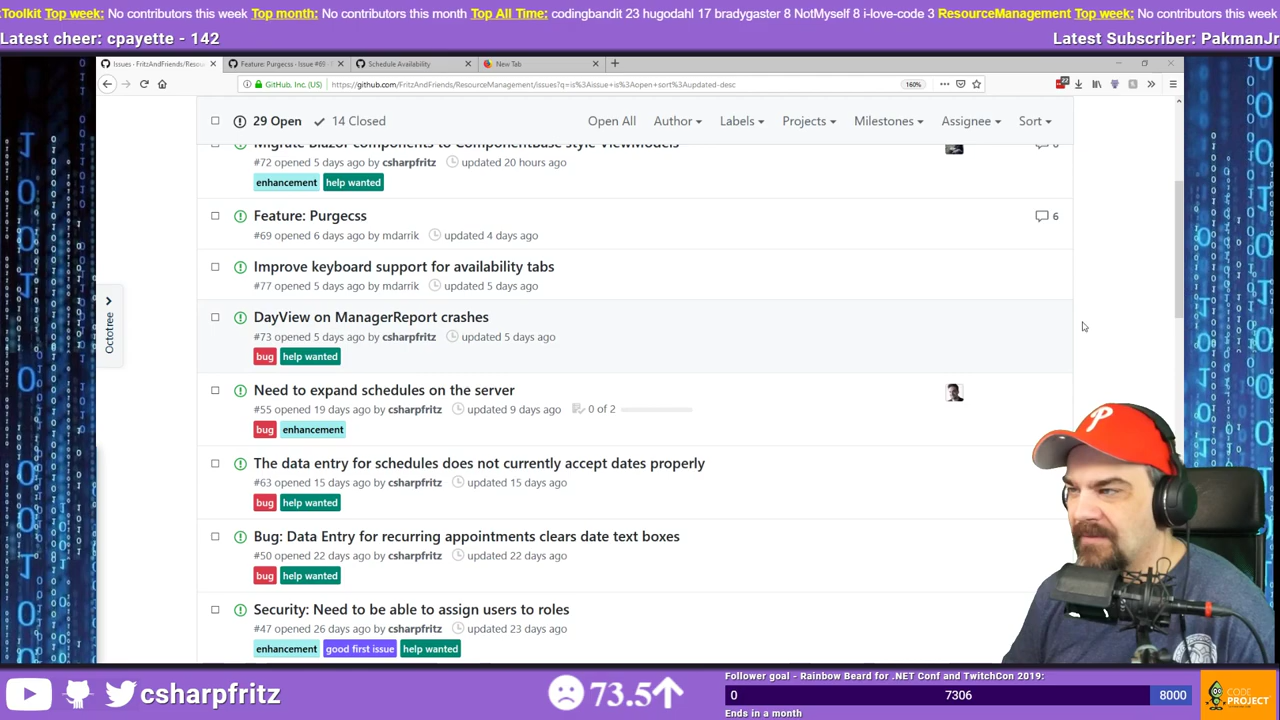 Toolkit Top week: No contributors this week Top month: No contributors this month Top All Time: codingbandit 23 hugodahl 17 bradygaster 8 NotMyself 8 i-love-code 3 ResourceManagement Top week: No contributors this week
Latest cheer: cpayette - 142
Latest Subscriber: PakmanJr
Issues · FritzAndFriends/Resou
Feature: Purgecss · Issue #69
Schedule Availability
New Tab
GitHub, Inc. (US)
https://github.com/FritzAndFriends/ResourceManagement/issues?q=is%3Aissue+is%3Aopen+sort%3Aupdated-desc
160%
29 Open 14 Closed
Open All Author Labels Projects Milestones Assignee Sort
Migrate Blazor components to ComponentBase style ViewModels
#72 opened 5 days ago by csharpfritz updated 20 hours ago
enhancement help wanted
Feature: Purgecss 6
#69 opened 6 days ago by mdarrik updated 4 days ago
Improve keyboard support for availability tabs
#77 opened 5 days ago by mdarrik updated 5 days ago
Octotree
DayView on ManagerReport crashes
#73 opened 5 days ago by csharpfritz updated 5 days ago
bug help wanted
Need to expand schedules on the server
#55 opened 19 days ago by csharpfritz updated 9 days ago 0 of 2
bug enhancement
The data entry for schedules does not currently accept dates properly
#63 opened 15 days ago by csharpfritz updated 15 days ago
bug help wanted
Bug: Data Entry for recurring appointments clears date text boxes
#50 opened 22 days ago by csharpfritz updated 22 days ago
bug help wanted
Security: Need to be able to assign users to roles
#47 opened 26 days ago by csharpfritz updated 23 days ago
enhancement good first issue help wanted
csharpfritz
73.5
Follower goal - Rainbow Beard for .NET Conf and TwitchCon 2019:
0 7306 8000
Ends in a month
CODE
PROJECT